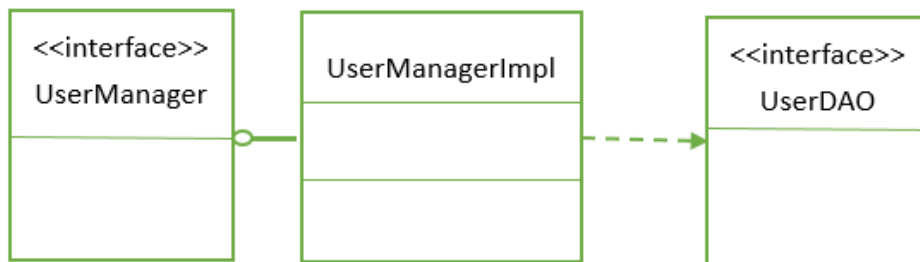 <<interface>>
UserManager
UserManagerImpl
<<interface>>
UserDAO